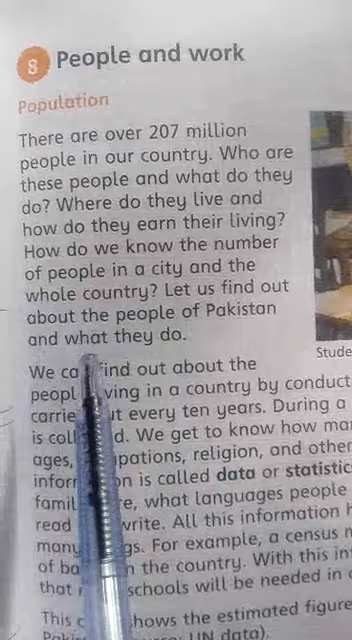 8 People and work
Population
There are over 207 million
people in our country. Who are
these people and what do they
do? Where do they live and
how do they earn their living?
How do we know the number
of people in a city and the
whole country? Let us find out
about the people of Pakistan
and what they do.
Stude
We ca find out about the
peopl ving in a country by conduct
carrie ut every ten years. During a
is coll d. We get to know how ma
ages, pations, religion, and other
inform on is called data or statistic
famil re, what languages people
read write. All this information h
many gs. For example, a census m
of ba n the country. With this in
that schools will be needed in
This c hows the estimated figure
UN data).